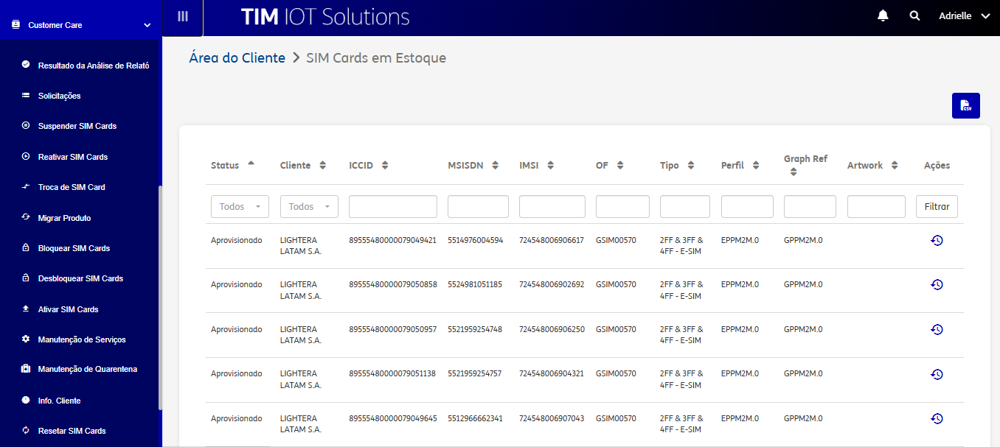 Customer Care
TIM IOT Solutions
Adrielle
Resultado da Análise de Relató
Solicitações
Suspender SIM Cards
Reativar SIM Cards
Troca de SIM Card
Migrar Produto
Bloquear SIM Cards
Desbloquear SIM Cards
Ativar SIM Cards
Manutenção de Serviços
Manutenção de Quarentena
Info. Cliente
Resetar SIM Cards
Área do Cliente > SIM Cards em Estoque
CSV
Status Cliente ICCID MSISDN IMSI OF Tipo Perfil Graph Ref Artwork Ações
Todos Todos Filtrar
Aprovisionado LIGHTERA 89555480000079049421 5514976004594 724548006906617 GSIM00570 2FF & 3FF & EPPM2M.0 GPPM2M.0
LATAM S.A. 4FF - E-SIM
Aprovisionado LIGHTERA 89555480000079050858 5524981051185 724548006902692 GSIM00570 2FF & 3FF & EPPM2M.0 GPPM2M.0
LATAM S.A. 4FF - E-SIM
Aprovisionado LIGHTERA 89555480000079050957 5521959254748 724548006906250 GSIM00570 2FF & 3FF & EPPM2M.0 GPPM2M.0
LATAM S.A. 4FF - E-SIM
Aprovisionado LIGHTERA 89555480000079051138 5521959254757 724548006904321 GSIM00570 2FF & 3FF & EPPM2M.0 GPPM2M.0
LATAM S.A. 4FF - E-SIM
Aprovisionado LIGHTERA 89555480000079049645 5512966662341 724548006907043 GSIM00570 2FF & 3FF & EPPM2M.0 GPPM2M.0
LATAM S.A. 4FF - E-SIM